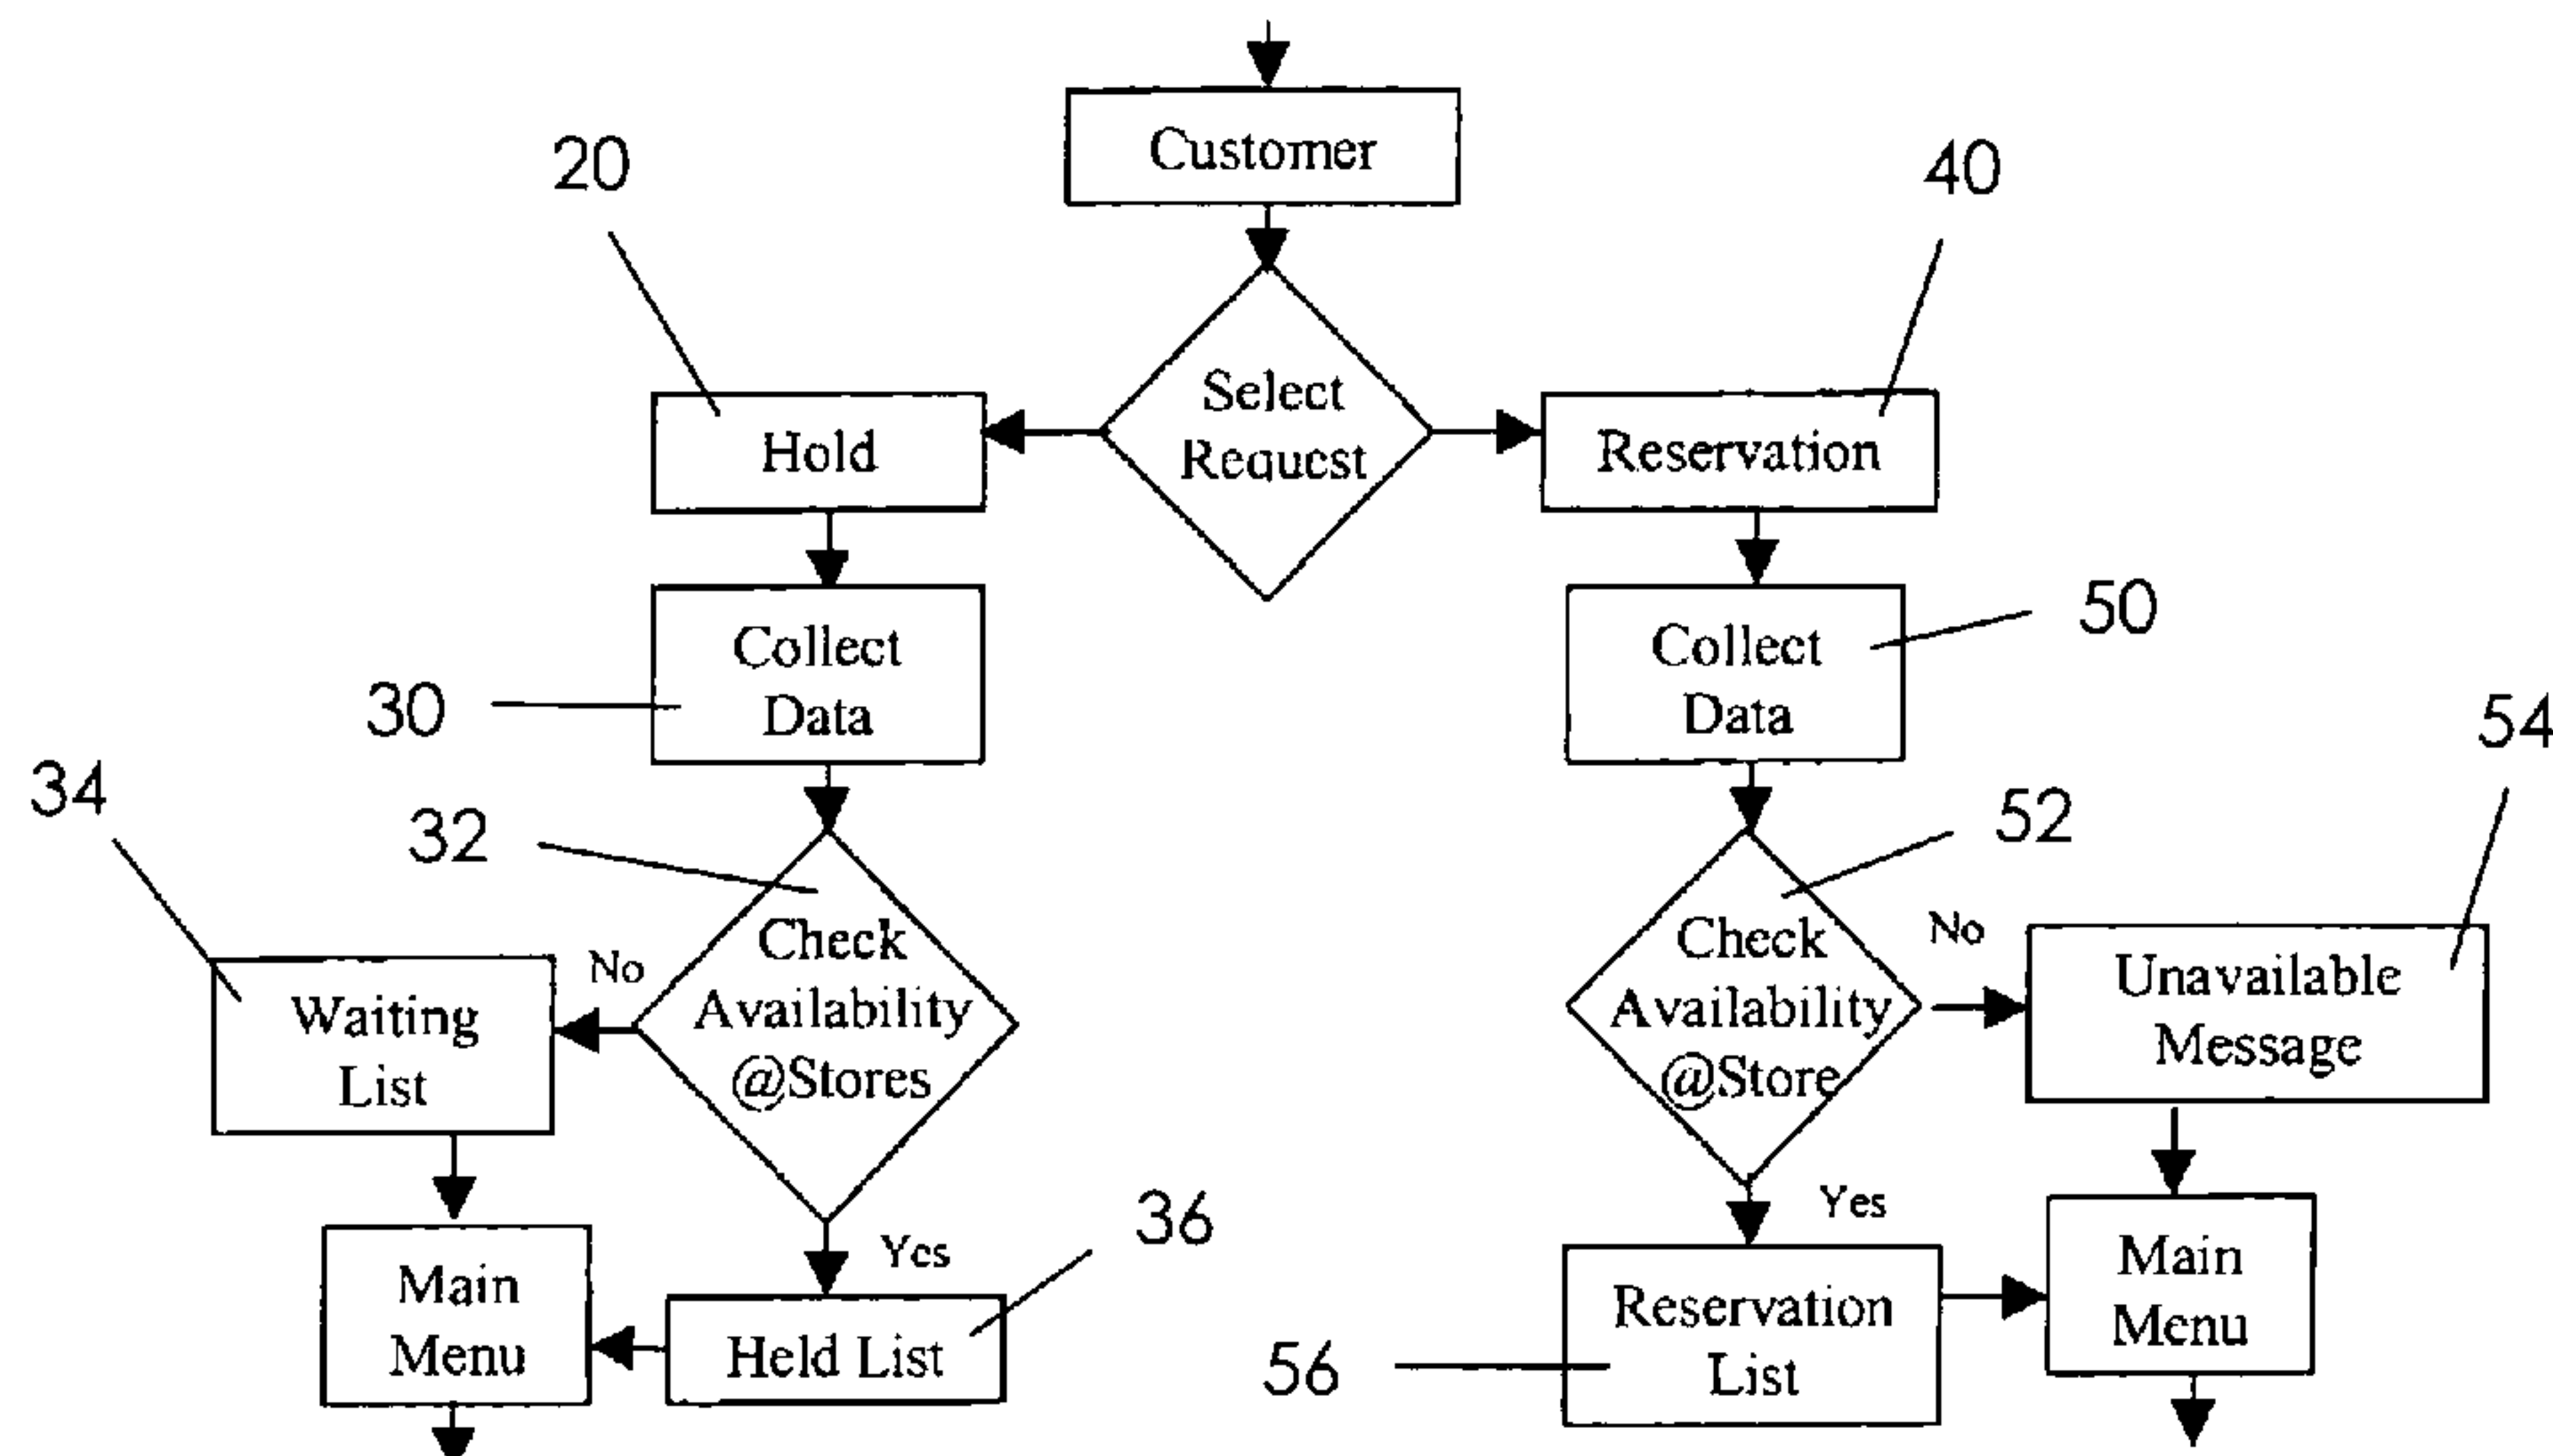 Customer
20
40
Select
Request
Hold
Reservation
Collect
Data
30
Collect
Data
50
34
32
52
54
Check
Availability
@Stores
No
Waiting
List
Check
Availability
@Store
No
Unavailable
Message
Yes
36
Yes
Main
Menu
Held List
Reservation
List
56
Main
Menu